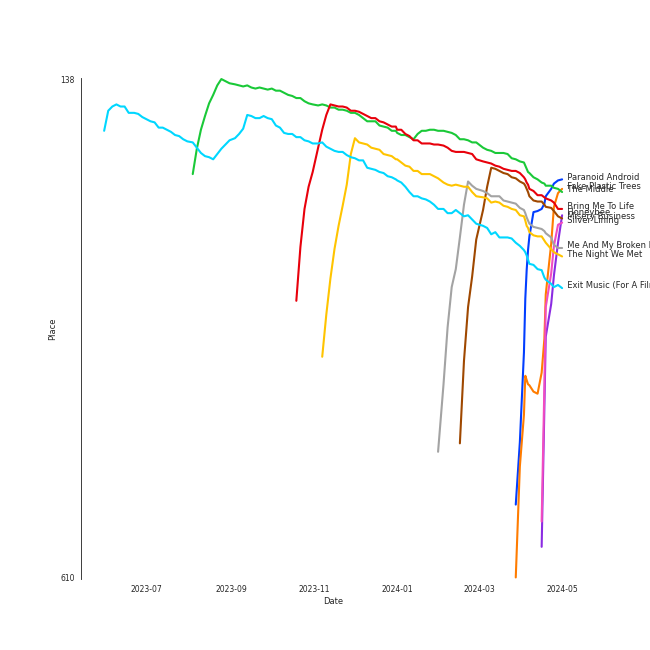 138
Paranoid Android
Fake Plastic Trees
The Middle
Bring Me To Life
Misery Business
Silver Lining
Me And My Broken
The Night We Met
Exit Music (For A Fil
Place
610
2023-07 2023-09 2023-11 2024-01 2024-03 2024-05
Date